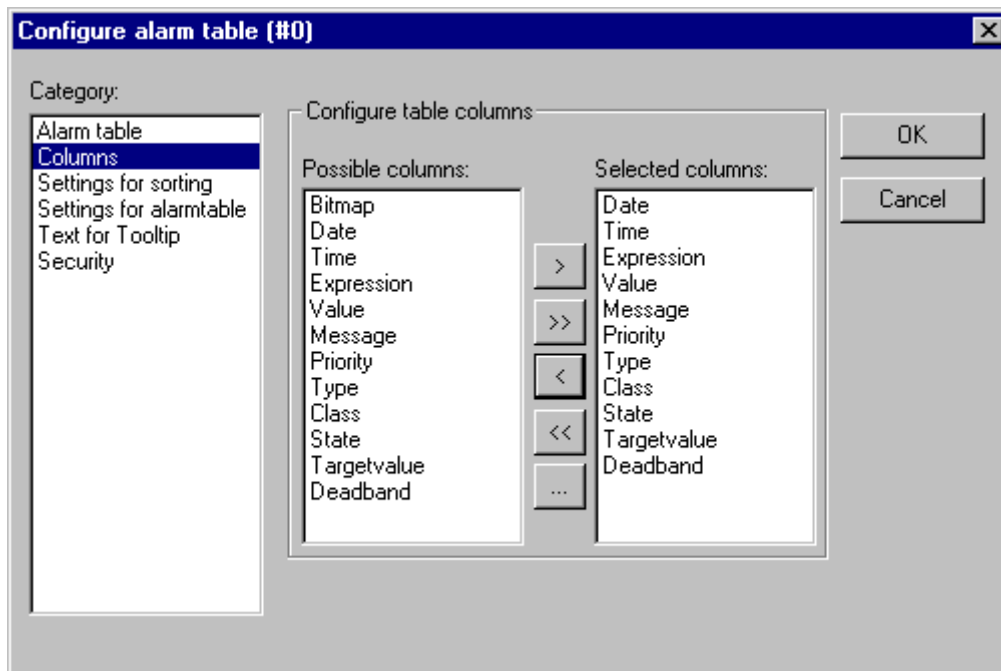 Configure alarm table (#0)
Category:
Alarm table
Columns
Settings for sorting
Settings for alarmtable
Text for Tooltip
Security
Configure table columns
Possible columns:
Bitmap
Date
Time
Expression
Value
Message
Priority
Type
Class
State
Targetvalue
Deadband
>
>>
<
<<
...
Selected columns:
Date
Time
Expression
Value
Message
Priority
Type
Class
State
Targetvalue
Deadband
OK
Cancel